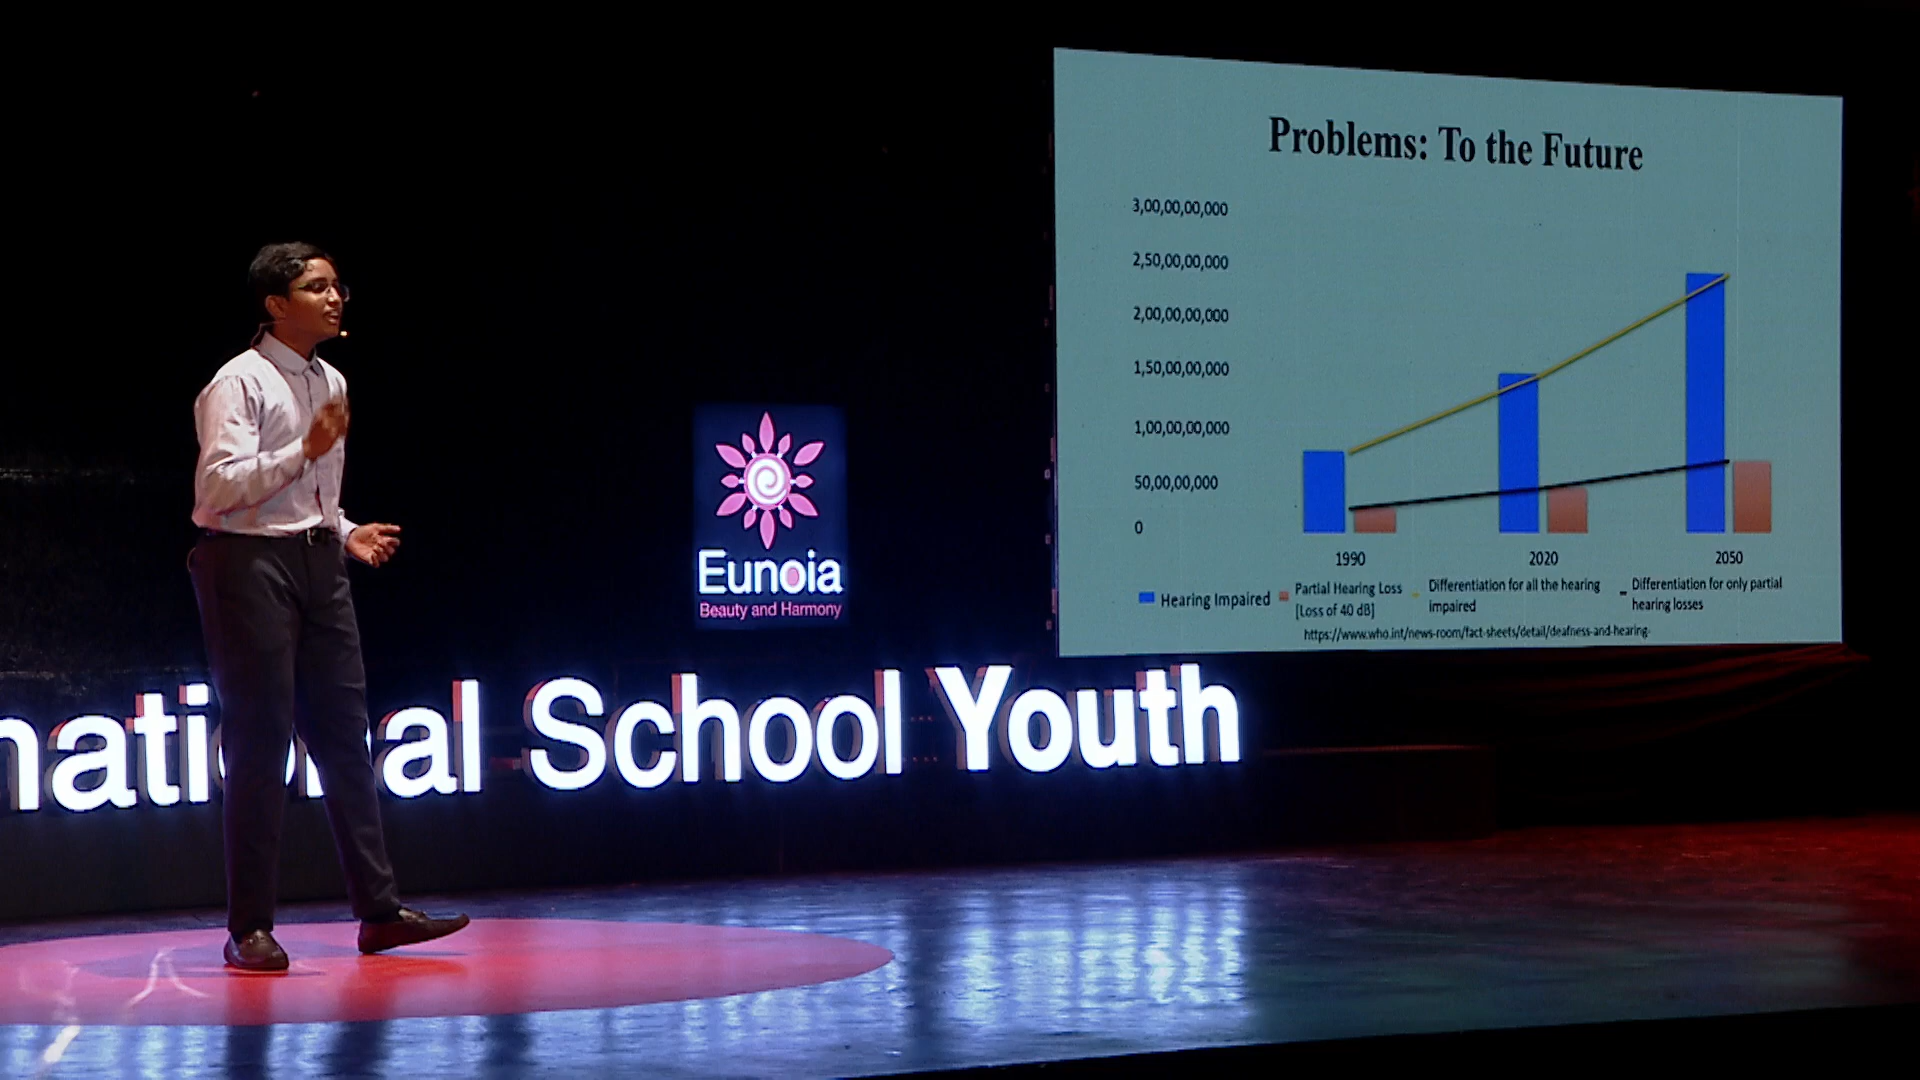 Problems: To the Future
3,00,00,00,000
2,50,00,00,000
2,00,00,00,000
1,50,00,00,000
1,00,00,00,000
50,00,00,000
0
1990 2020 2050
Hearing Impaired
Partial Hearing Loss
[Loss of 40 dB]
Differentiation for all the hearing
impaired
Differentiation for only partial
hearing losses
https://www.who.int/news-room/fact-sheets/detail/deafness-and-hearing-
Eunoia
Beauty and Harmony
national School Youth